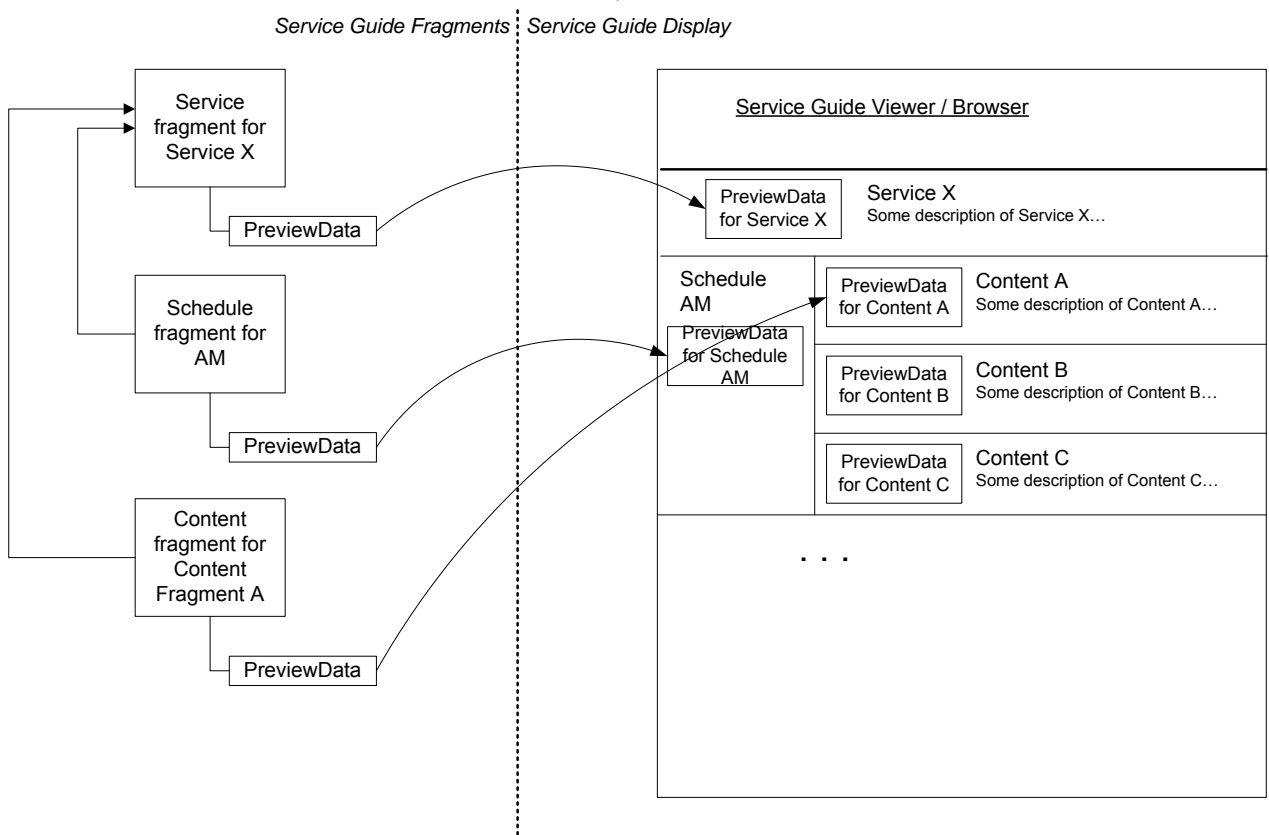 Service Guide Fragments
Service Guide Display
Service
fragment for
Service X
PreviewData
Schedule
fragment for
AM
PreviewData
Content
fragment for
Content
Fragment A
PreviewData
Service Guide Viewer / Browser
PreviewData
for Service X
Service X
Some description of Service X…
Schedule
AM
PreviewData
for Schedule
AM
PreviewData
for Content A
Content A
Some description of Content A…
PreviewData
for Content B
Content B
Some description of Content B…
PreviewData
for Content C
Content C
Some description of Content C…
. . .